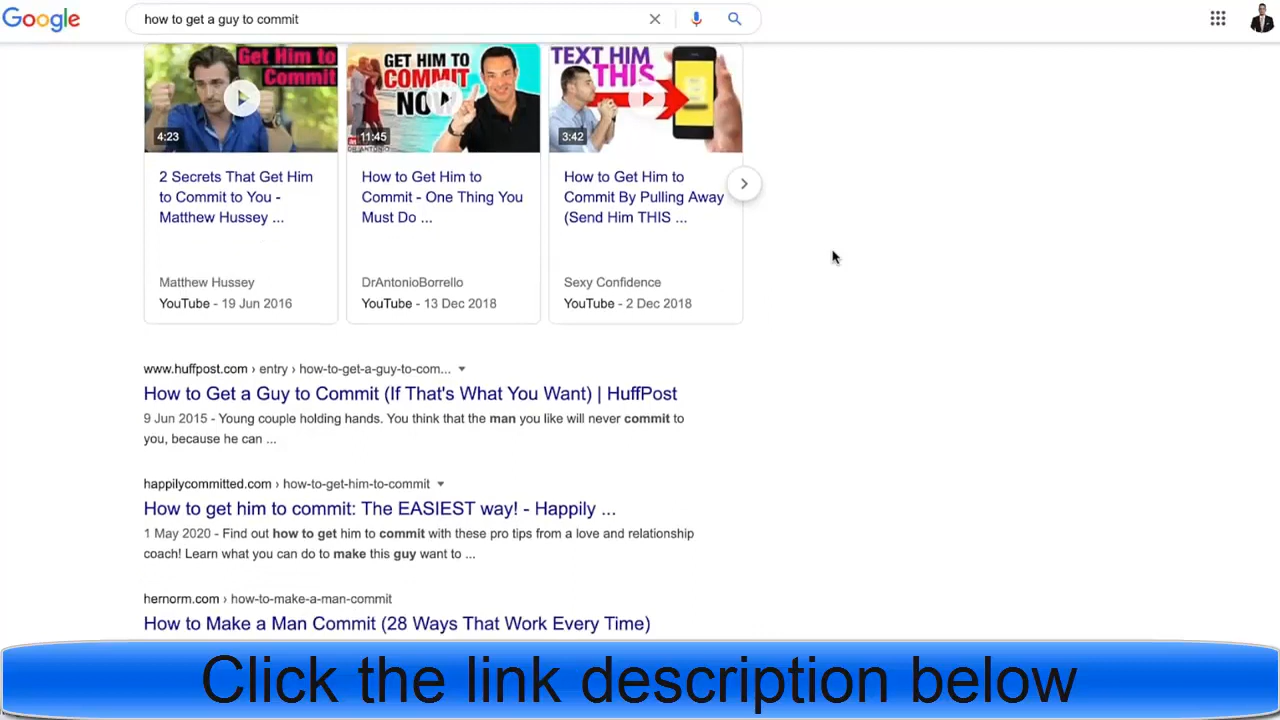 Google
how to get a guy to commit
Get Him to
Commit
4:23
GET HIM TO
COMMIT
NOW
11:45
TEXT HIM
THIS
3:42
2 Secrets That Get Him
to Commit to You -
Matthew Hussey ...
Matthew Hussey
YouTube - 19 Jun 2016
How to Get Him to
Commit - One Thing You
Must Do ...
DrAntonioBorrello
YouTube - 13 Dec 2018
How to Get Him to
Commit By Pulling Away
(Send Him THIS ...
Sexy Confidence
YouTube - 2 Dec 2018
www.huffpost.com › entry › how-to-get-a-guy-to-com...
How to Get a Guy to Commit (If That's What You Want) | HuffPost
9 Jun 2015 - Young couple holding hands. You think that the man you like will never commit to
you, because he can ...
happilycommitted.com › how-to-get-him-to-commit
How to get him to commit: The EASIEST way! - Happily ...
1 May 2020 - Find out how to get him to commit with these pro tips from a love and relationship
coach! Learn what you can do to make this guy want to ...
hernorm.com › how-to-make-a-man-commit
How to Make a Man Commit (28 Ways That Work Every Time)
Click the link description below